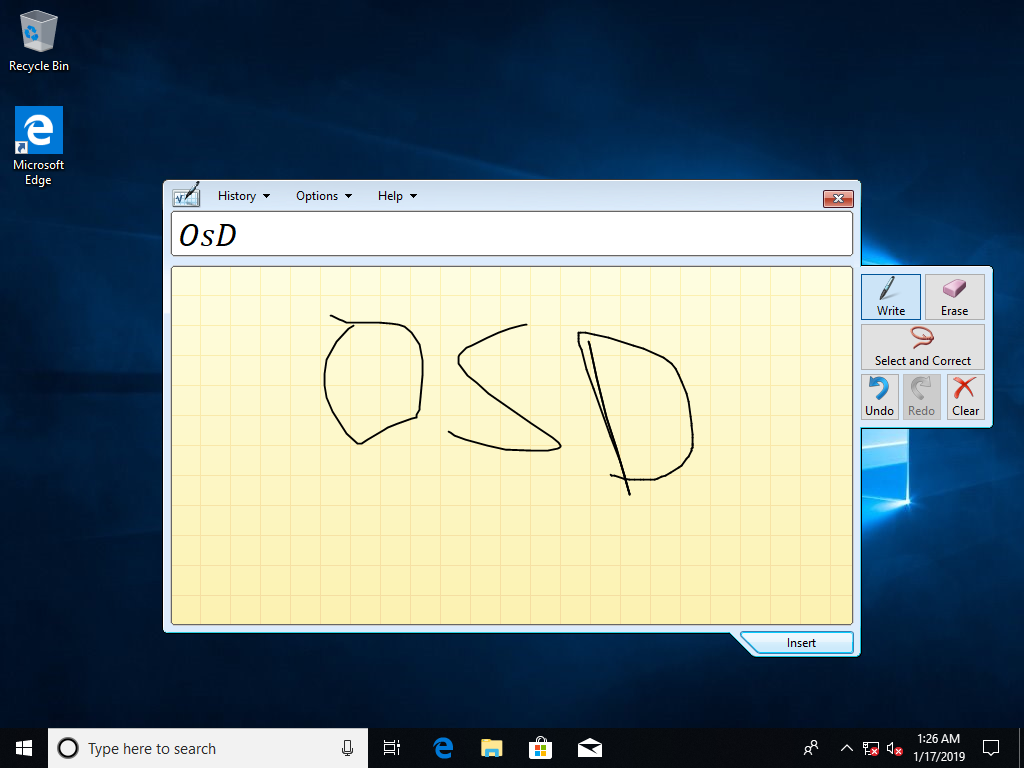 Recycle Bin
Microsoft
Edge
History
Options
Help
OsD
OSD
Write
Erase
Select and Correct
Undo
Redo
Clear
Insert
Type here to search
1:26 AM
1/17/2019